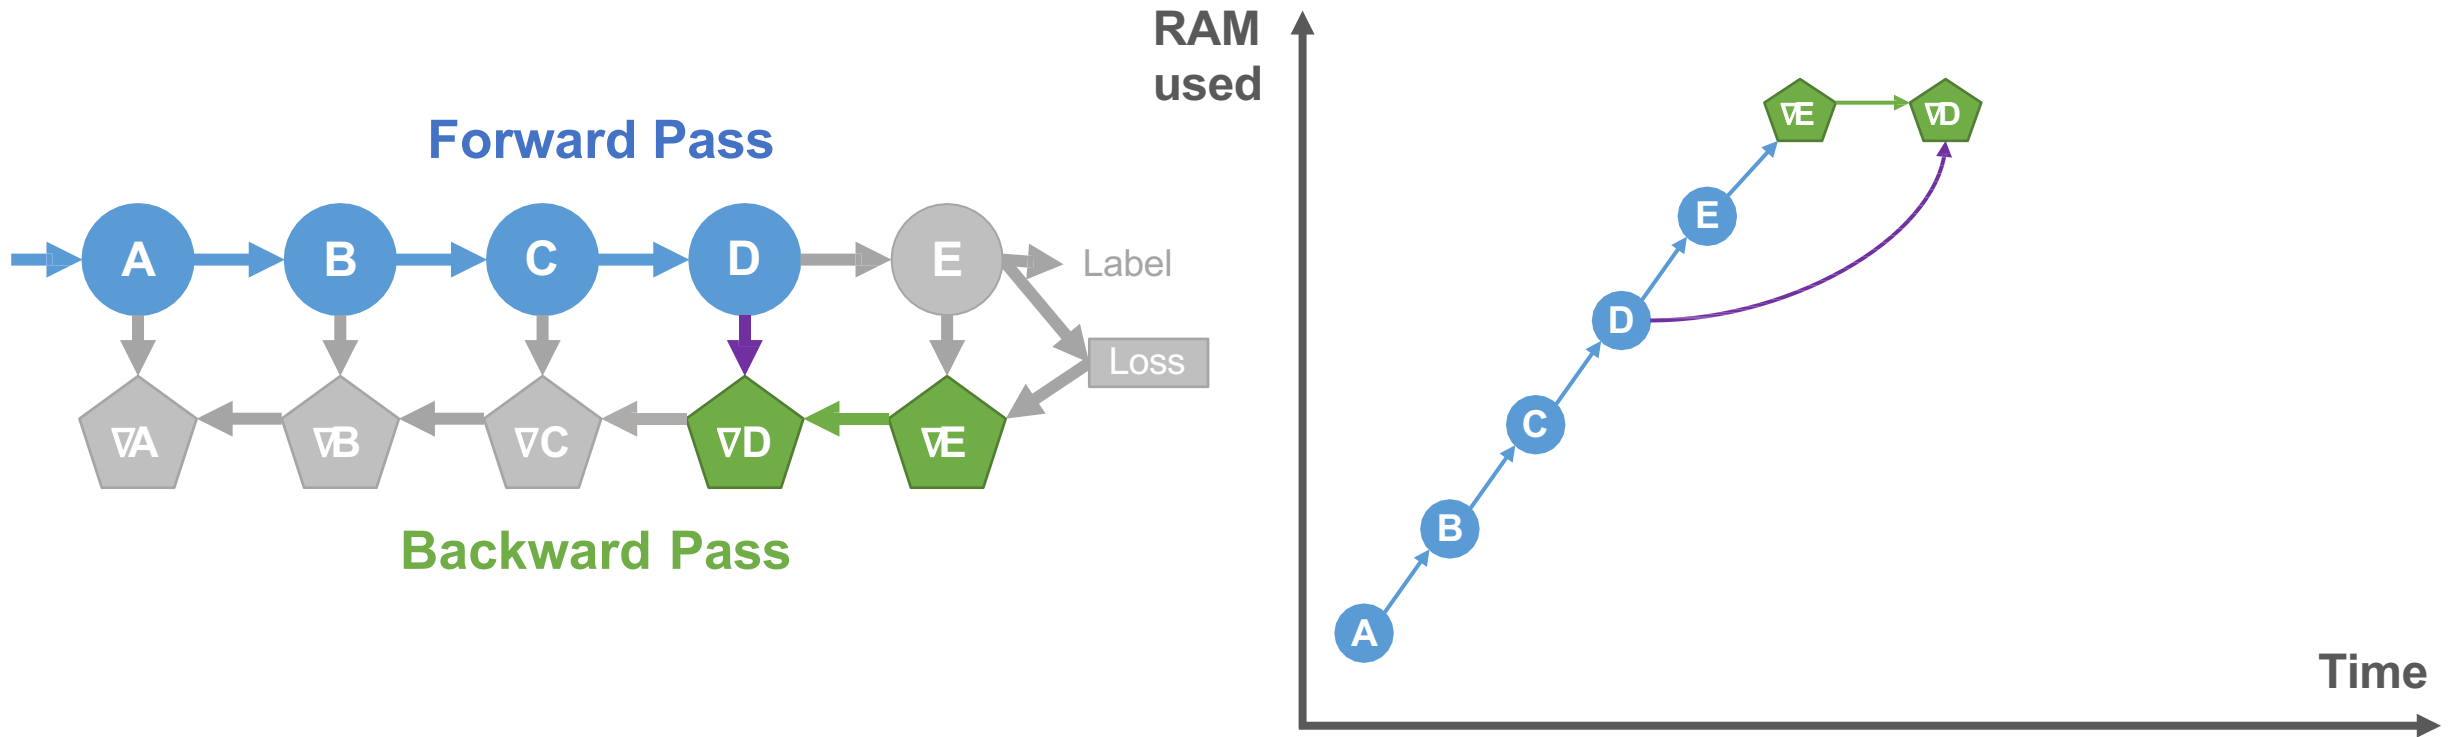 Forward Pass
A
B
C
D
E
Label
Loss
∇A
∇B
∇C
∇D
∇E
Backward Pass
RAM
used
∇E
∇D
E
D
C
B
A
Time